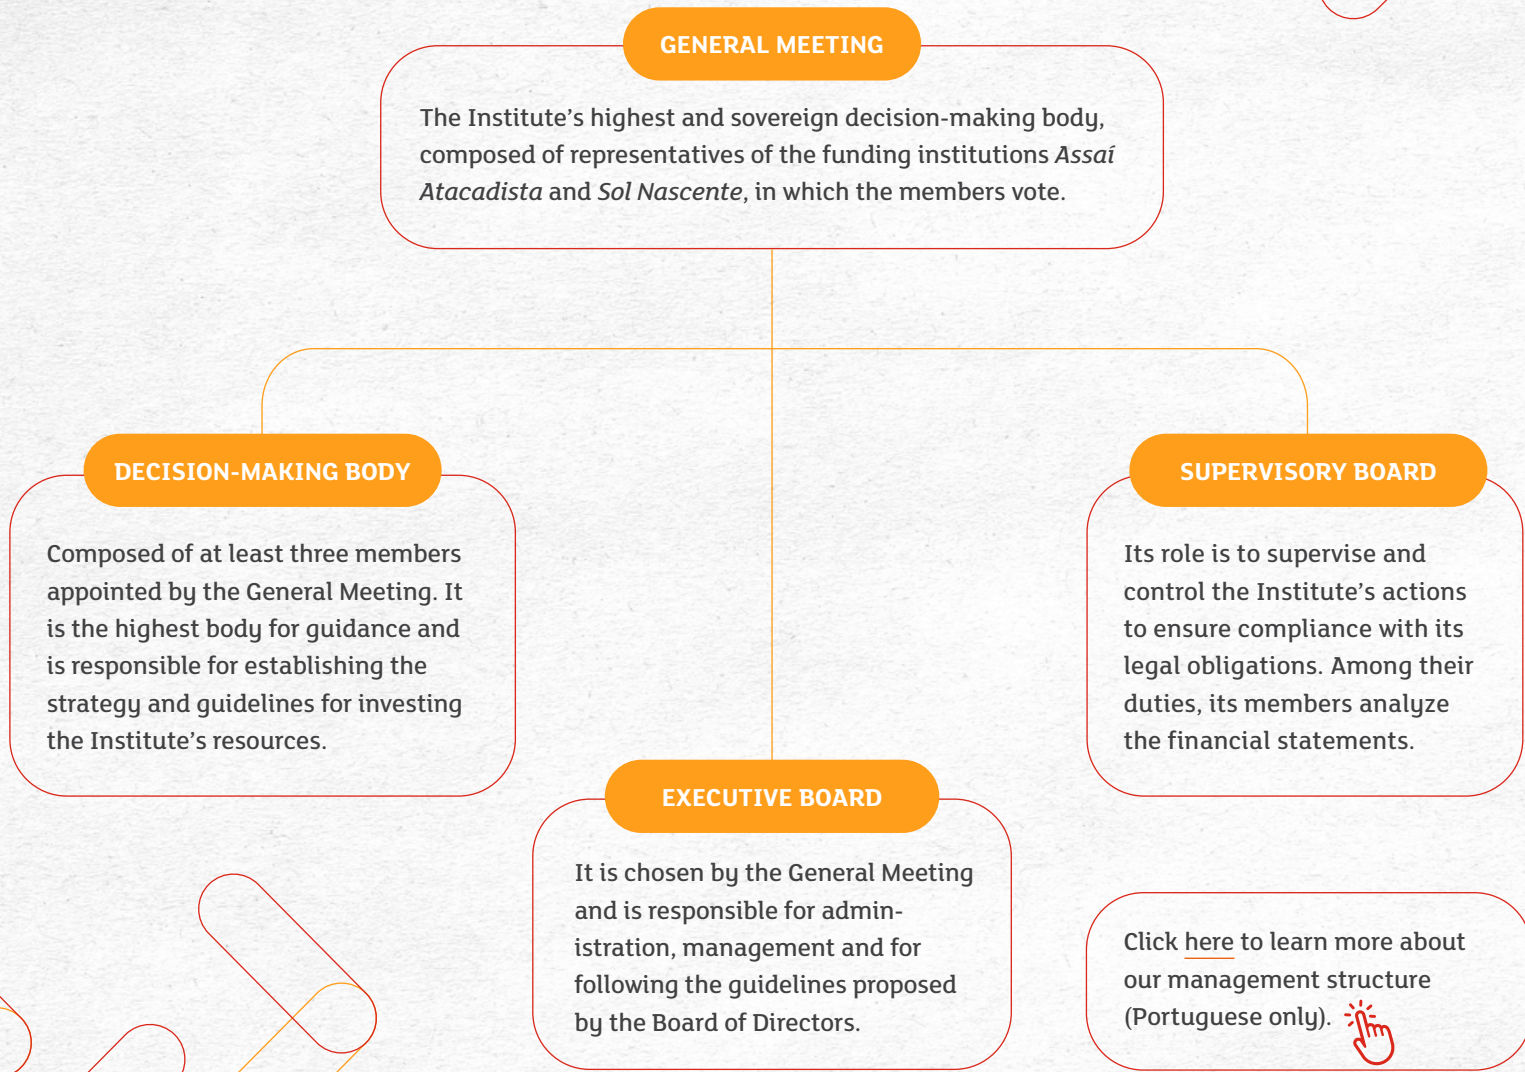 GENERAL MEETING
The Institute’s highest and sovereign decision-making body,
composed of representatives of the funding institutions Assaí
Atacadista and Sol Nascente, in which the members vote.
DECISION-MAKING BODY
Composed of at least three members
appointed by the General Meeting. It
is the highest body for guidance and
is responsible for establishing the
strategy and guidelines for investing
the Institute’s resources.
SUPERVISORY BOARD
Its role is to supervise and
control the Institute’s actions
to ensure compliance with its
legal obligations. Among their
duties, its members analyze
the financial statements.
EXECUTIVE BOARD
It is chosen by the General Meeting
and is responsible for admin-
istration, management and for
following the guidelines proposed
by the Board of Directors.
Click here to learn more about
our management structure
(Portuguese only).